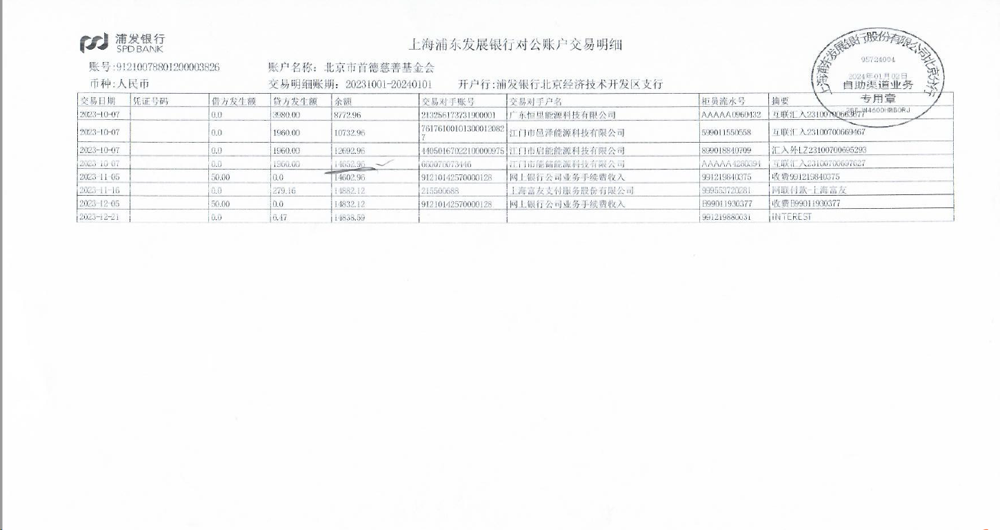 浦发银行
SPD BANK
上海浦东发展银行对公账户交易明细
上海浦东发展银行股份有限公司北京分行
95724004
2024年01月02日
自助渠道业务
专用章
账号:91210078801200003826 账户名称: 北京市首德慈善基金会
币种:人民币 交易明细账期: 20231001-20240101 开户行:浦发银行北京经济技术开发区支行
交易日期 凭证号码 借方发生额 贷方发生额 余额 交易对手账号 交易对手户名 柜员流水号 摘要
2023-10-07 0.0 3980.00 8772.96 2132561737319000001 广东恒里能源科技有限公司 AAAAA0960432 互联汇入23100700663677
2023-10-07 0.0 1960.00 10732.96 761761001013000120827 江门市邑泽能源科技有限公司 599011550558 互联汇入23100700669467
2023-10-07 0.0 1960.00 12692.96 44050167022100000975 江门市启能能源科技有限公司 899018840709 汇入外LZ23100700695293
2023-10-07 0.0 1960.00 14652.96 665076073446 江门市能储能源科技有限公司 AAAAA4260394 互联汇入23100700697627
2023-11-05 50.00 0.0 14602.96 91210142570000128 网上银行公司业务手续费收入 991219840375 收费991219840375
2023-11-16 0.0 279.16 14882.12 215500688 上海富友支付服务股份有限公司 999553720281 网联付款-上海富友
2023-12-05 50.00 0.0 14832.12 91210142570000128 网上银行公司业务手续费收入 B99011930377 收费B99011930377
2023-12-21 0.0 6.47 14838.59 991219880031 INTEREST